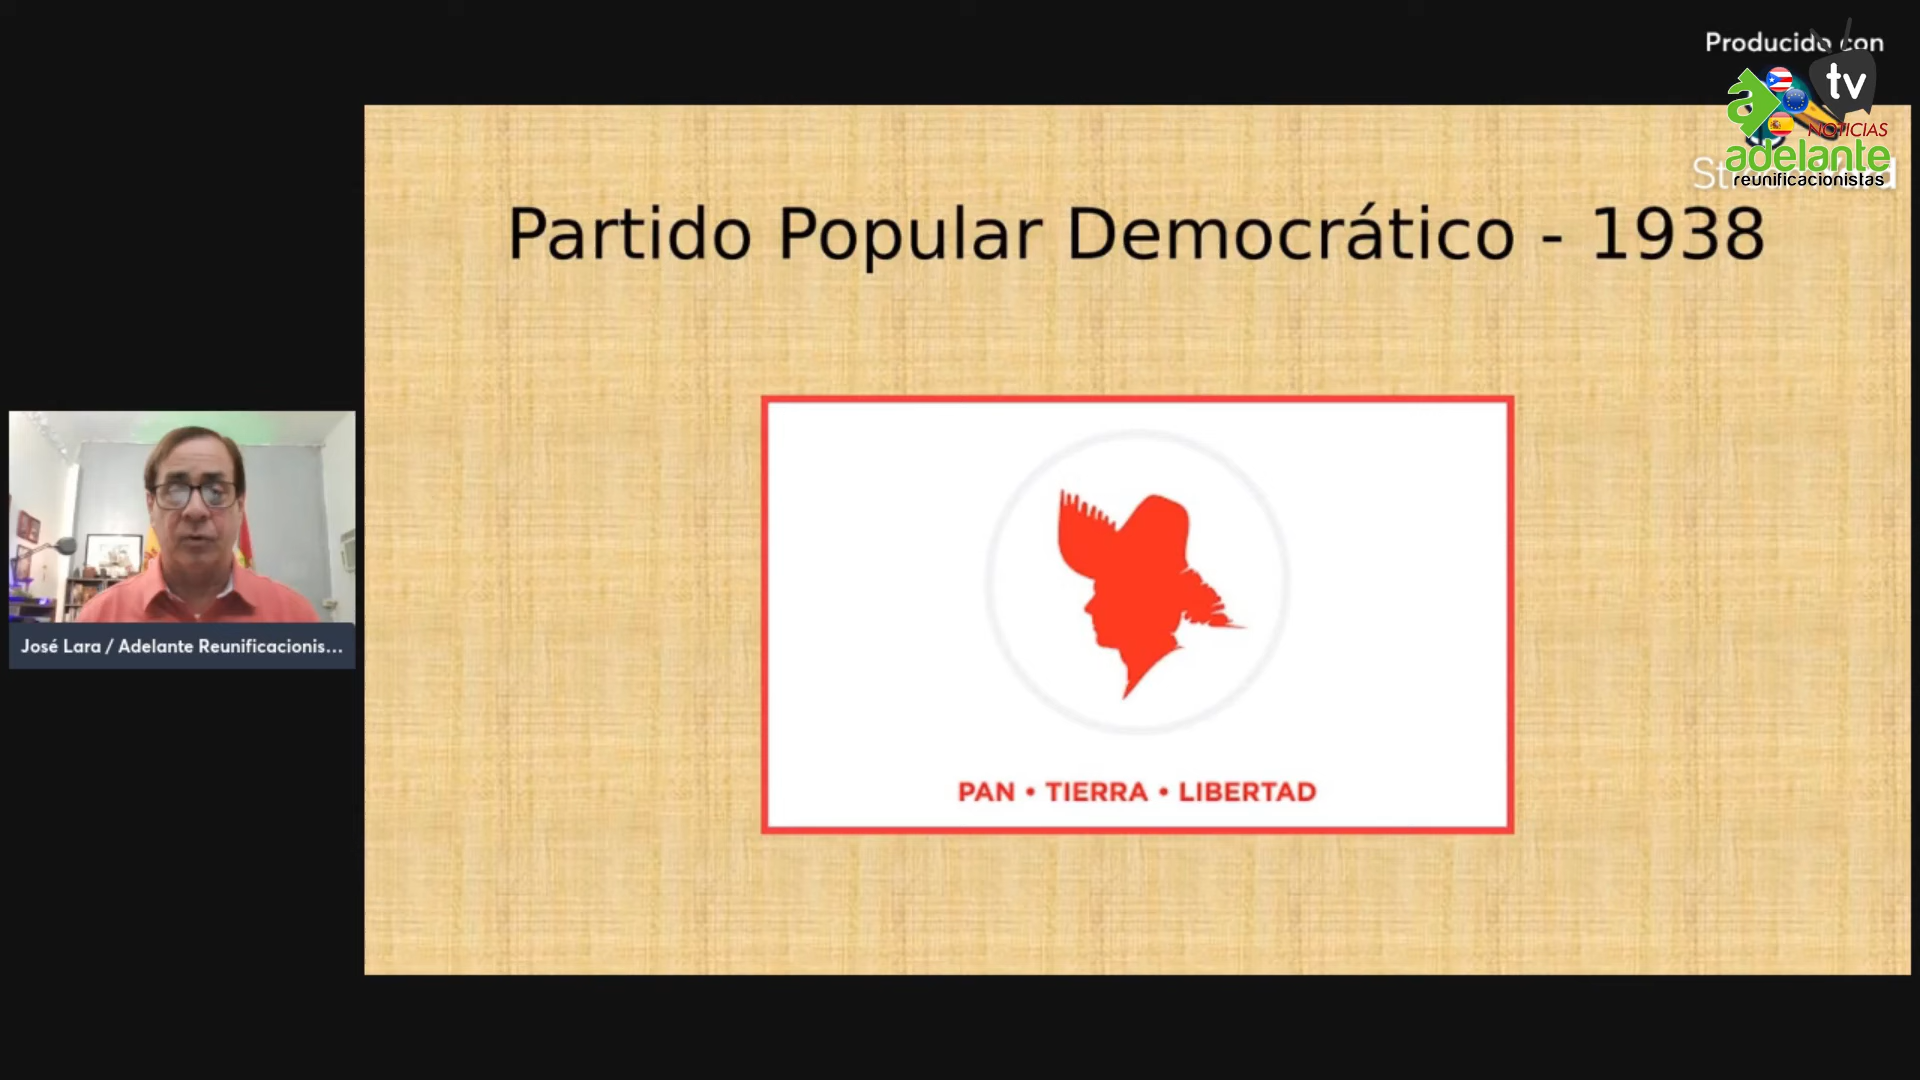 Producido con
tv
NOTICIAS
adelante
reunificacionistas
Partido Popular Democrático - 1938
PAN • TIERRA • LIBERTAD
José Lara / Adelante Reunificacionis...